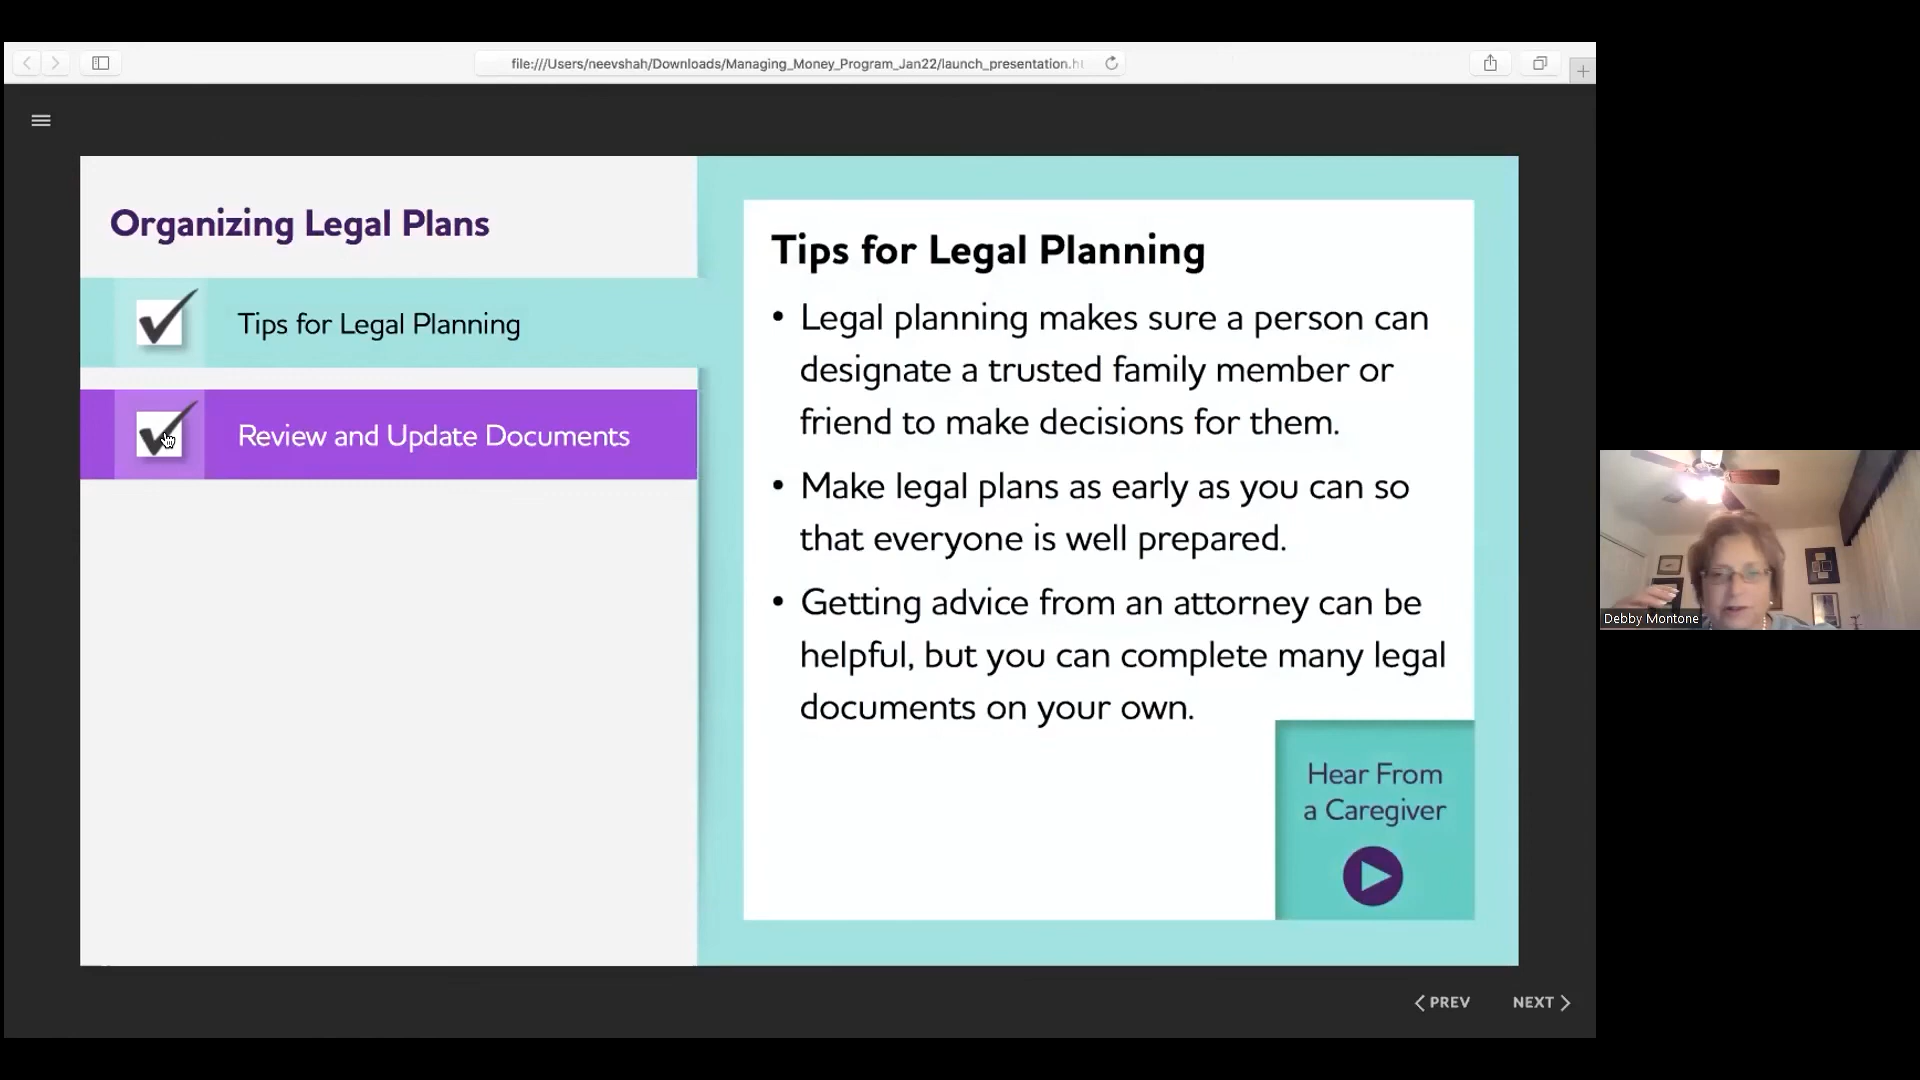 file:///Users/neevshah/Downloads/Managing_Money_Program_Jan22/launch_presentation.h
Organizing Legal Plans
Tips for Legal Planning
Review and Update Documents
Tips for Legal Planning
• Legal planning makes sure a person can
designate a trusted family member or
friend to make decisions for them.
• Make legal plans as early as you can so
that everyone is well prepared.
• Getting advice from an attorney can be
helpful, but you can complete many legal
documents on your own.
Hear From
a Caregiver
PREV
NEXT
Debby Montone